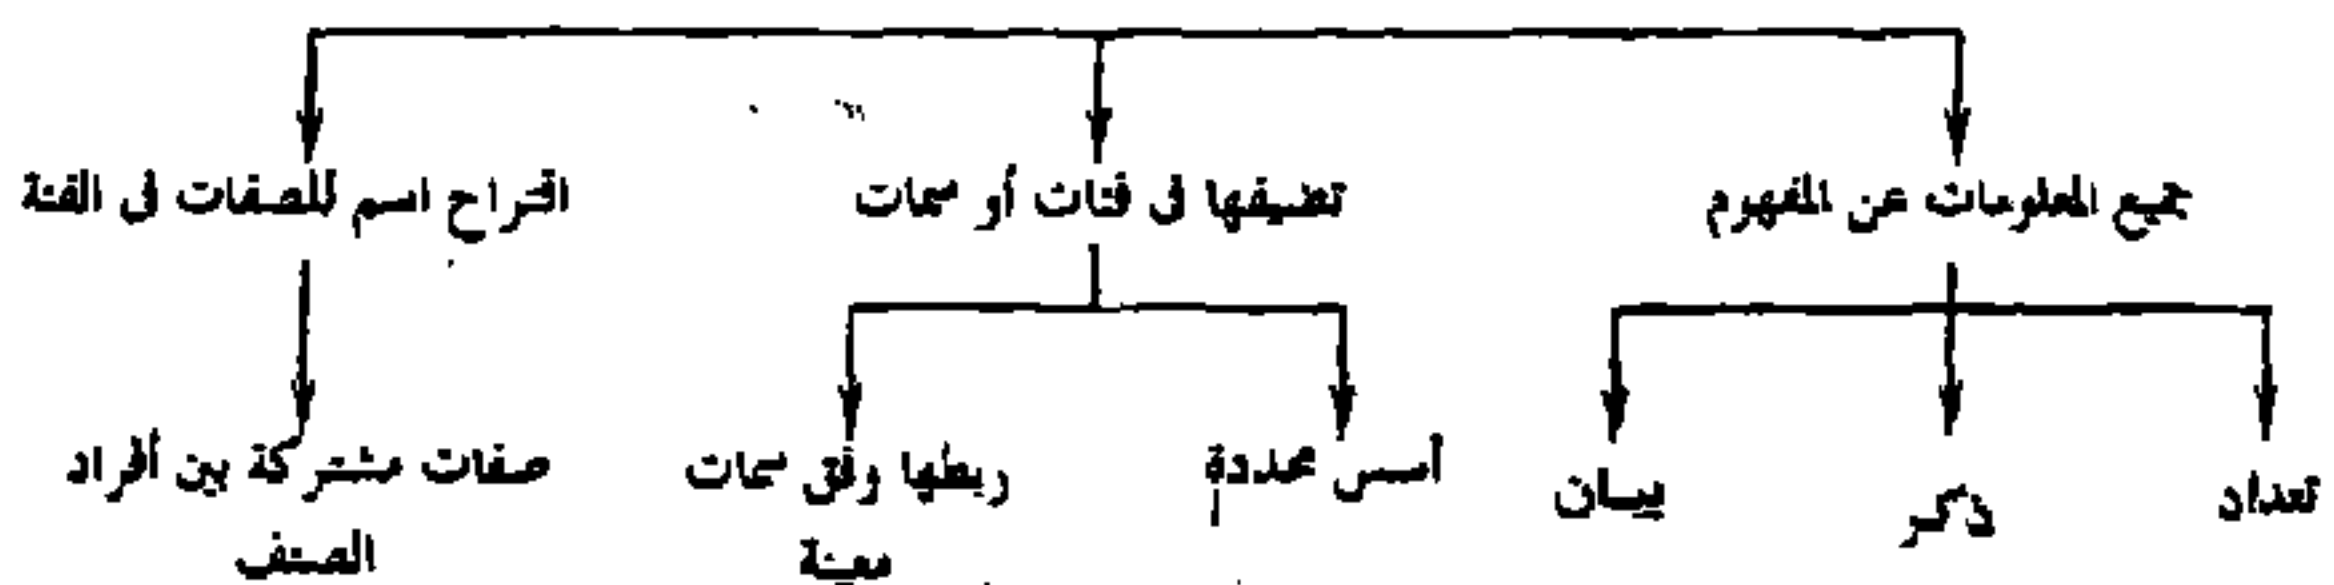 جميع المعلومات عن المفهوم
تصنيفها فى فئات أو سمات
اقتراح اسم للصفات فى الفئة
تعداد
ذكر
بيان
أسس محددة
ربطها وفق سمات
معينة
صفات مشتركة بين أفراد
الصنف